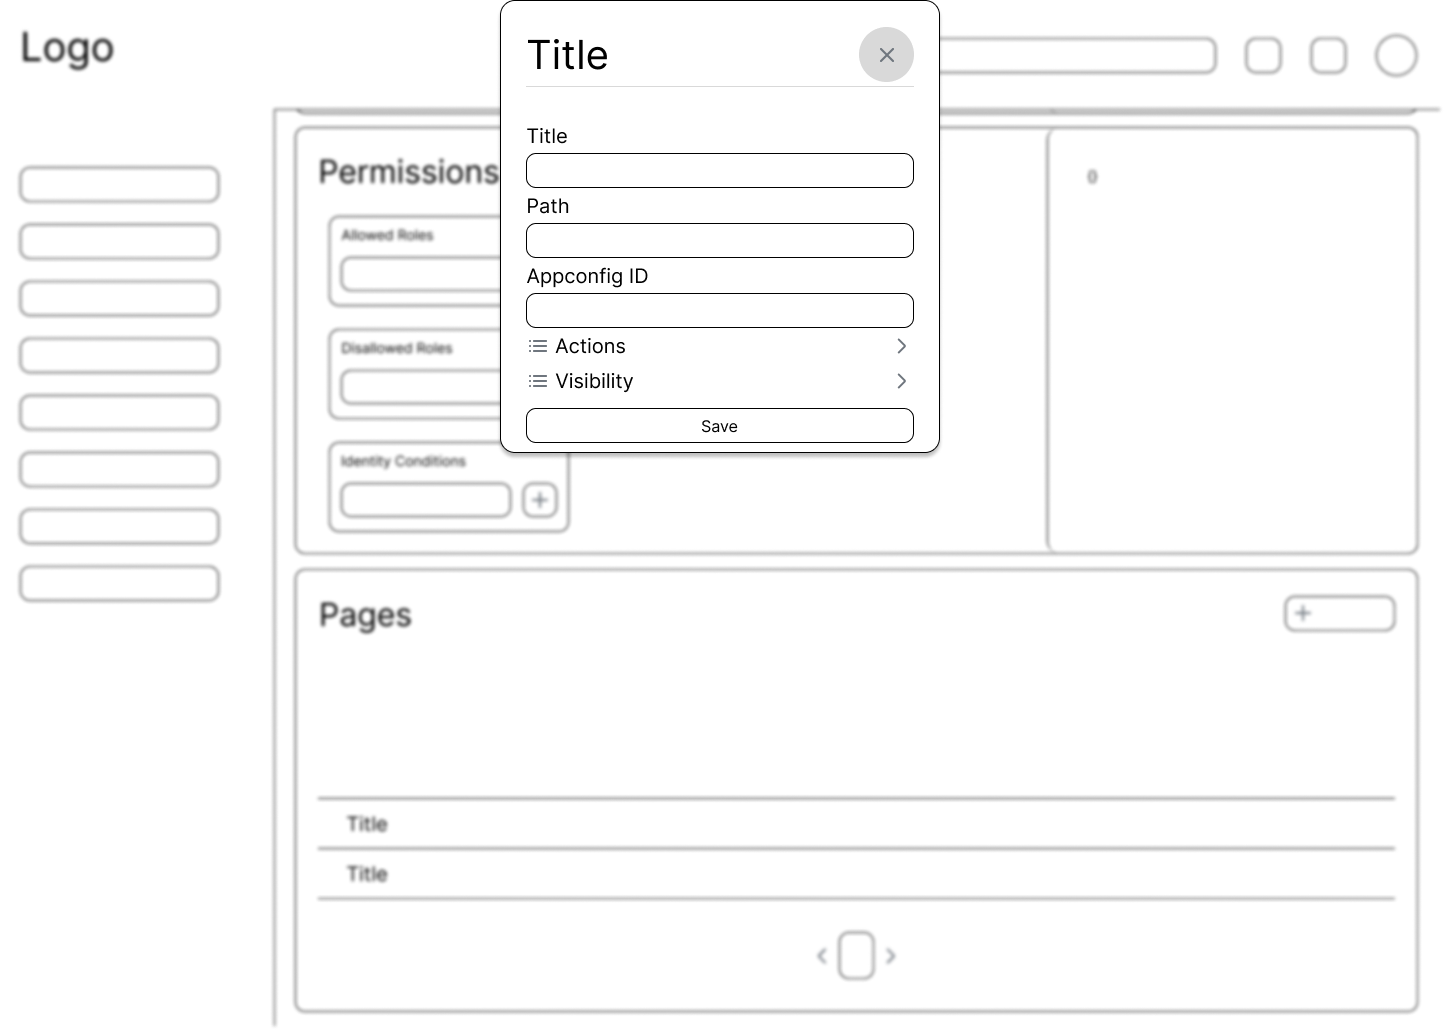 Logo
Title
Title
Path
Appconfig ID
Actions
Visibility
Save
Permissions
Allowed Roles
Disallowed Roles
Identity Conditions
{}
Pages
Title
Title